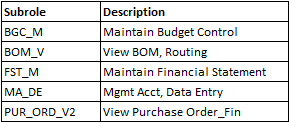 Subrole Description
BGC_M Maintain Budget Control
BOM_V View BOM, Routing
FST_M Maintain Financial Statement
MA_DE Mgmt Acct, Data Entry
PUR_ORD_V2 View Purchase Order_Fin